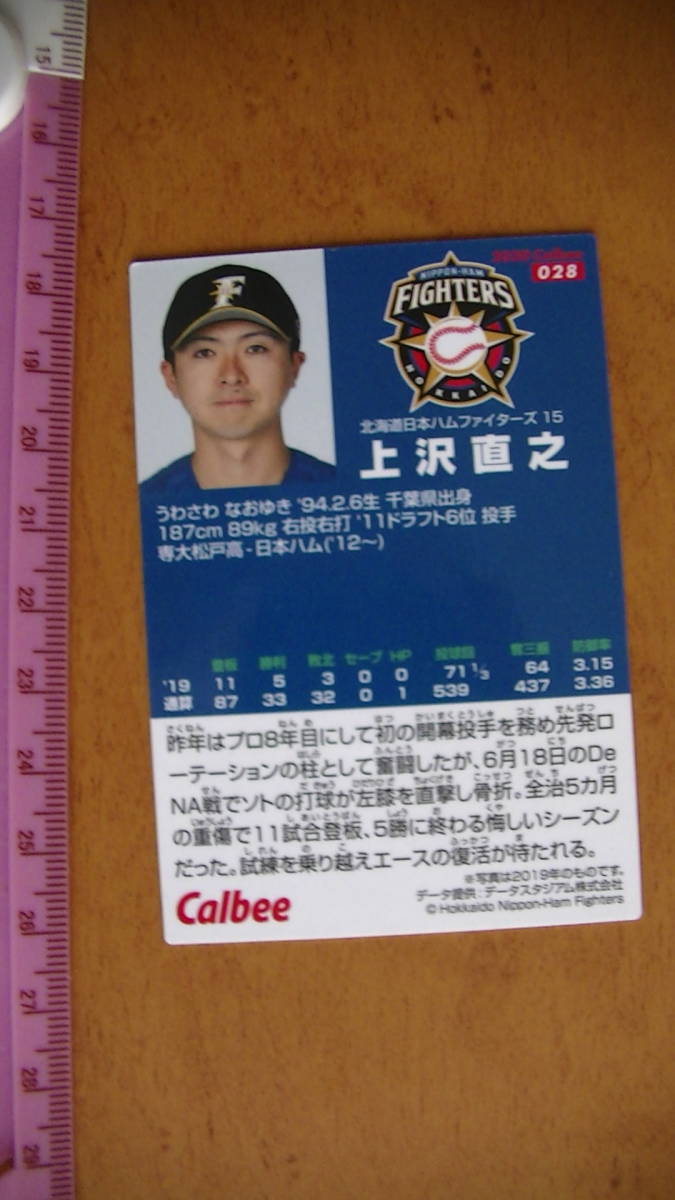 15
16
17
18
19
20
21
22
23
24
25
26
27
28
29
2020 Calbee
028
NIPPON-HAM
FIGHTERS
HOKKAIDO
北海道日本ハムファイターズ 15
上沢直之
うわさわ なおゆき '94.2.6生 千葉県出身
187cm 89kg 右投右打 '11ドラフト6位 投手
専大松戸高-日本ハム('12〜)
登板 勝利 敗北 セーブ HP 投球回 奪三振 防御率
'19 11 5 3 0 0 71 1/3 64 3.15
通算 87 33 32 0 1 539 437 3.36
昨年はプロ8年目にして初の開幕投手を務め先発ロ
ーテーションの柱として奮闘したが、6月18日のDe
NA戦でソトの打球が左膝を直撃し骨折。全治5カ月
の重傷で11試合登板、5勝に終わる悔しいシーズン
だった。試練を乗り越えエースの復活が待たれる。
※写真は2019年のものです。
データ提供:データスタジアム株式会社
© Hokkaido Nippon-Ham Fighters
Calbee